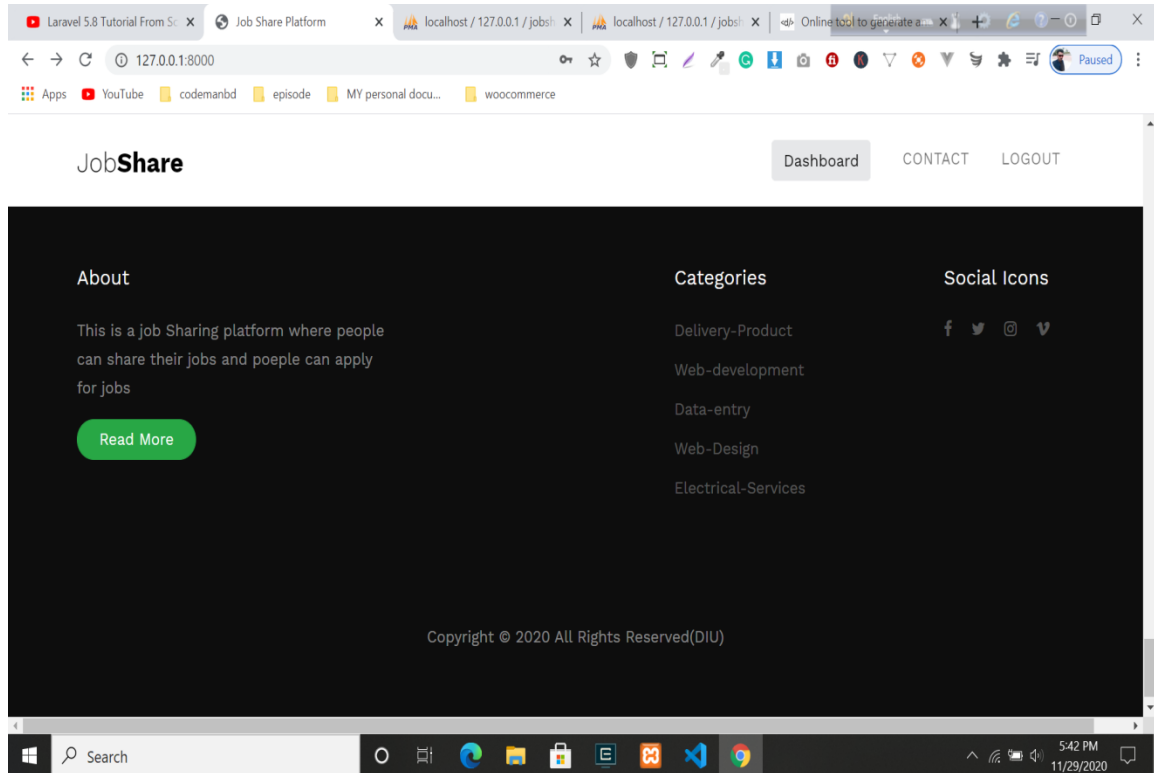 Laravel 5.8 Tutorial From Sc
Job Share Platform
localhost / 127.0.0.1 / jobsh
localhost / 127.0.0.1 / jobsh
Online tool to generate a
127.0.0.1:8000
Paused
Apps
YouTube
codemanbd
episode
MY personal docu...
woocommerce
JobShare
Dashboard
CONTACT
LOGOUT
About
This is a job Sharing platform where people
can share their jobs and poeple can apply
for jobs
Read More
Categories
Delivery-Product
Web-development
Data-entry
Web-Design
Electrical-Services
Social Icons
Copyright © 2020 All Rights Reserved(DIU)
Search
5:42 PM
11/29/2020